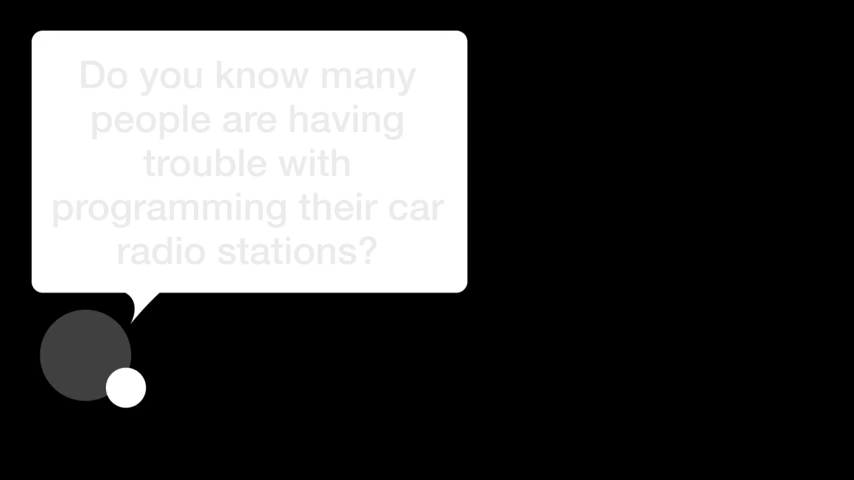 Do you know many
people are having
trouble with
programming their car
radio stations?